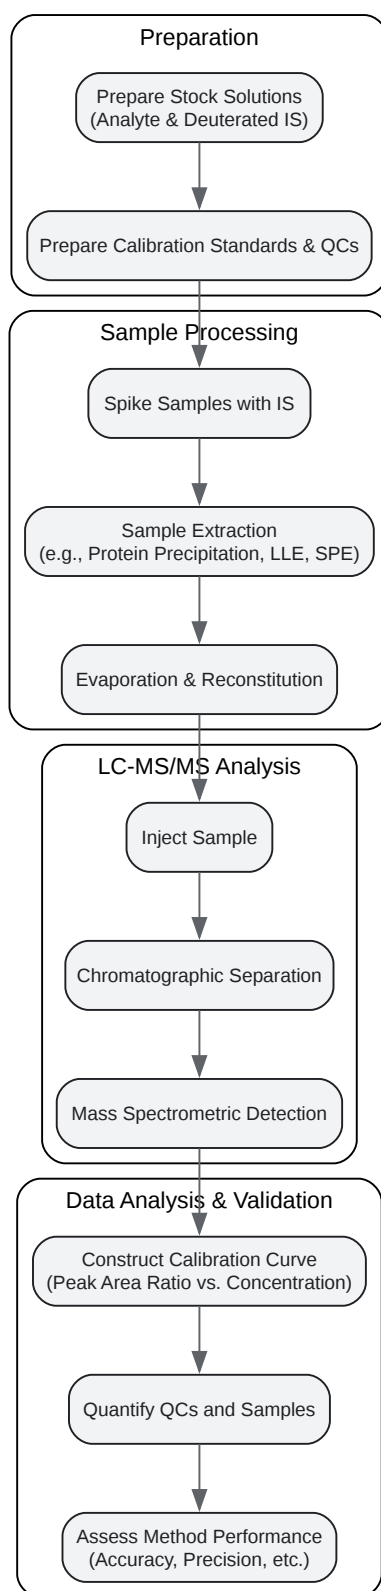 Preparation
Prepare Stock Solutions
(Analyte & Deuterated IS)
Prepare Calibration Standards & QCs
Sample Processing
Spike Samples with IS
Sample Extraction
(e.g., Protein Precipitation, LLE, SPE)
Evaporation & Reconstitution
LC-MS/MS Analysis
Inject Sample
Chromatographic Separation
Mass Spectrometric Detection
Data Analysis & Validation
Construct Calibration Curve
(Peak Area Ratio vs. Concentration)
Quantify QCs and Samples
Assess Method Performance
(Accuracy, Precision, etc.)